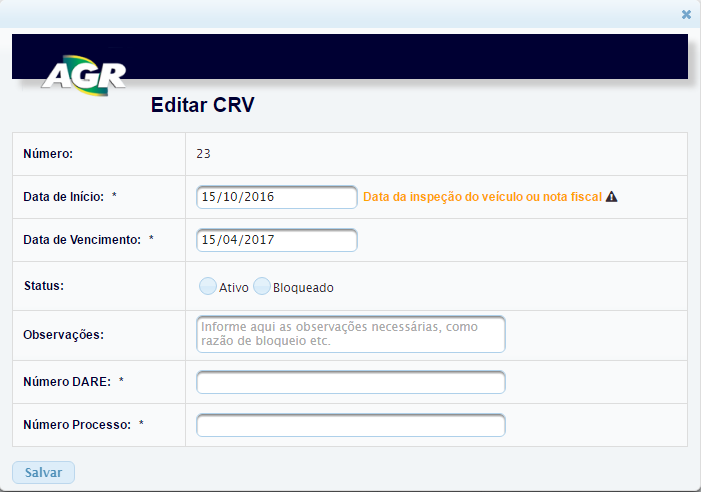 AGR
Editar CRV
Número: 23
Data de Início: * 15/10/2016 Data da inspeção do veículo ou nota fiscal
Data de Vencimento: * 15/04/2017
Status: Ativo Bloqueado
Observações: Informe aqui as observações necessárias, como
razão de bloqueio etc.
Número DARE: *
Número Processo: *
Salvar